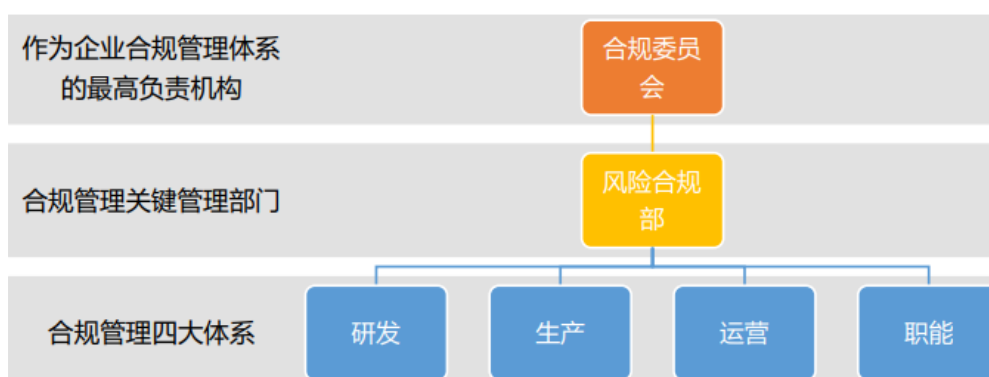 作为企业合规管理体系
的最高负责机构
合规委员
会
合规管理关键管理部门
风险合规
部
合规管理四大体系
研发
生产
运营
职能